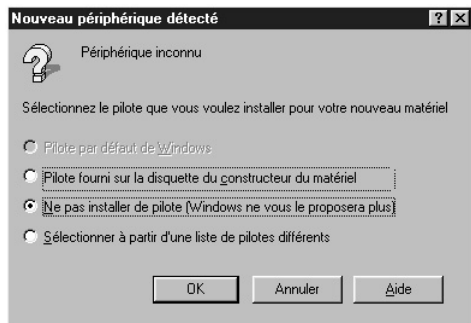 Nouveau périphérique détecté
Périphérique inconnu
Sélectionnez le pilote que vous voulez installer pour votre nouveau matériel
Pilote par défaut de Windows
Pilote fourni sur la disquette du constructeur du matériel
Ne pas installer de pilote (Windows ne vous le proposera plus)
Sélectionner à partir d'une liste de pilotes différents
OK Annuler Aide